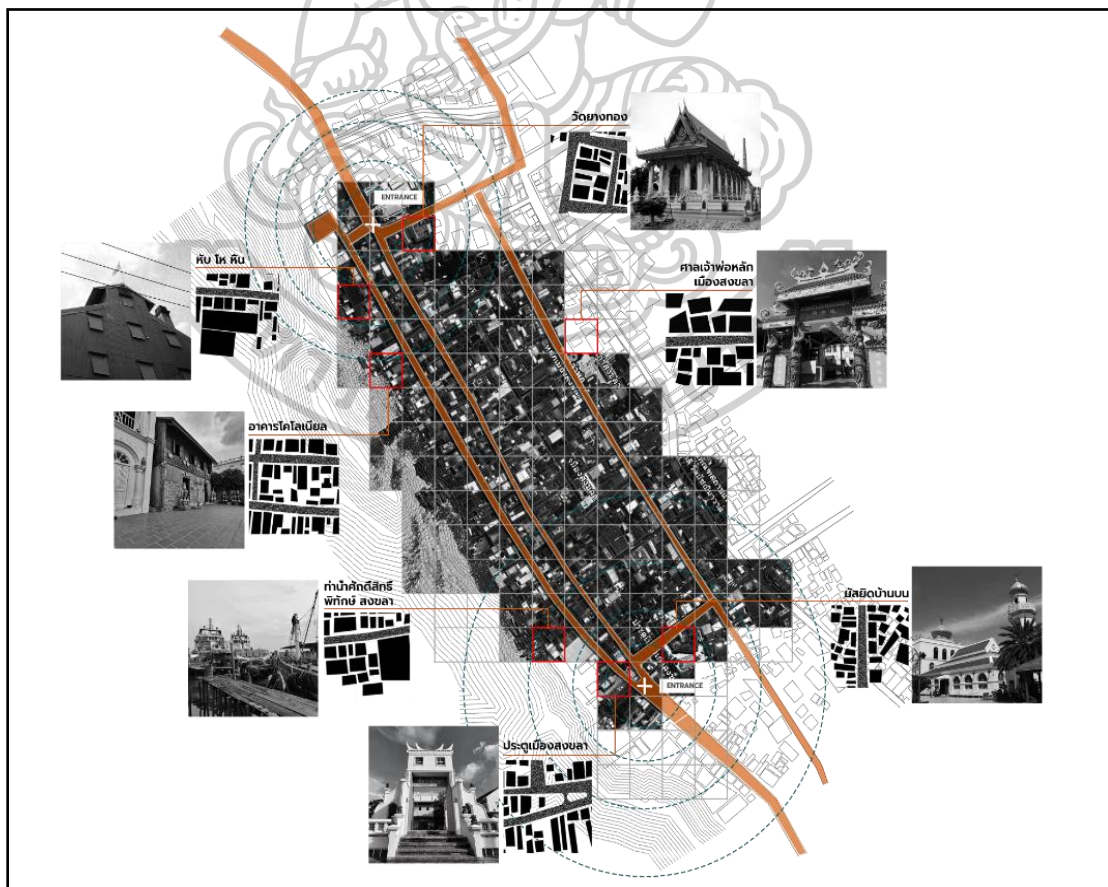 วัดยางทอง
ENTRANCE
หับ โห หิ้น
ศาลเจ้าพ่อหลัก
เมืองสงขลา
อาคารโคโลเนียล
ท่าน้ำศักดิ์สิทธิ์
พิทักษ์ สงขลา
มัสยิดบ้านบน
ENTRANCE
ประตูเมืองสงขลา